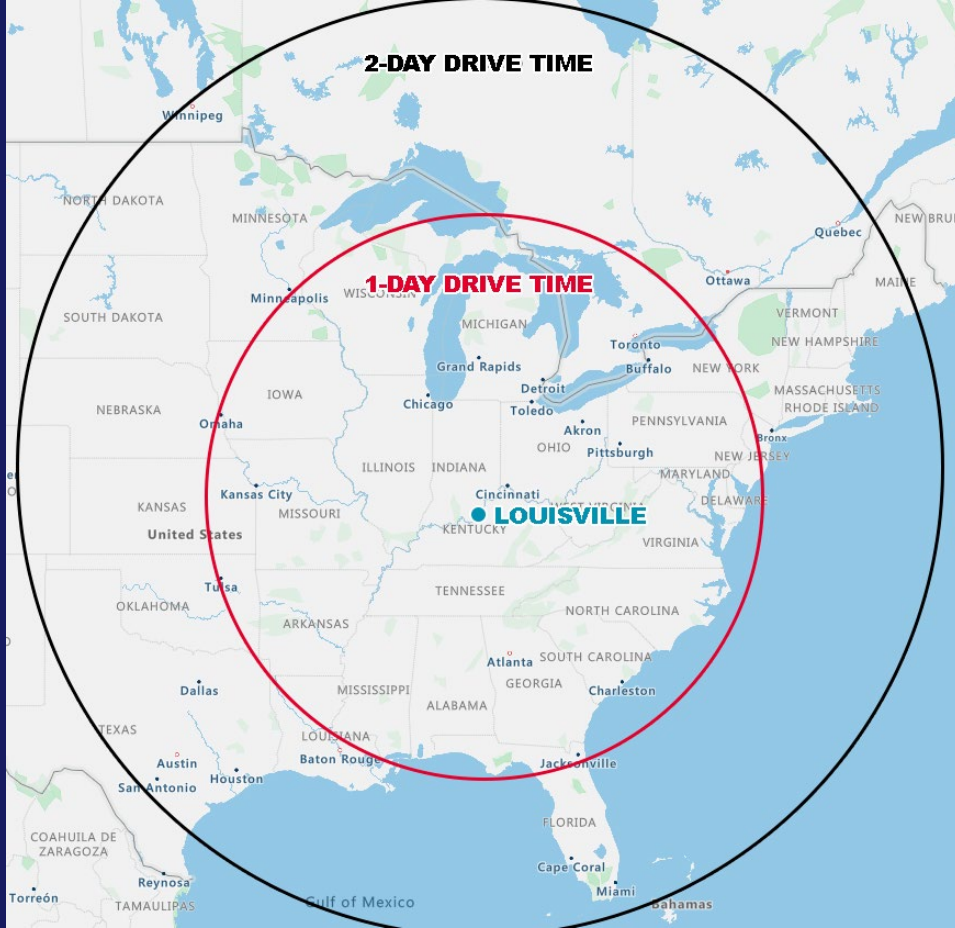 2-DAY DRIVE TIME
Winnipeg
NORTH DAKOTA
MINNESOTA
NEW BRU
Quebec
Ottawa
MAINE
1-DAY DRIVE TIME
Minneapolis
WISCONSIN
SOUTH DAKOTA
MICHIGAN
VERMONT
NEW HAMPSHIRE
Toronto
Grand Rapids
Buffalo
NEW YORK
Detroit
MASSACHUSETTS
RHODE ISLAND
IOWA
NEBRASKA
Chicago
Toledo
Omaha
Akron
PENNSYLVANIA
OHIO
Pittsburgh
Bronx
NEW JERSEY
ILLINOIS
INDIANA
MARYLAND
Kansas City
Cincinnati
DELAWARE
KANSAS
MISSOURI
WEST VIRGINIA
LOUISVILLE
KENTUCKY
United States
VIRGINIA
Tulsa
TENNESSEE
OKLAHOMA
NORTH CAROLINA
ARKANSAS
Atlanta
SOUTH CAROLINA
Dallas
MISSISSIPPI
GEORGIA
Charleston
ALABAMA
TEXAS
LOUISIANA
Austin
Baton Rouge
Jacksonville
Houston
San Antonio
FLORIDA
COAHUILA DE
ZARAGOZA
Cape Coral
Reynosa
Miami
Torreón
TAMAULIPAS
Gulf of Mexico
Bahamas